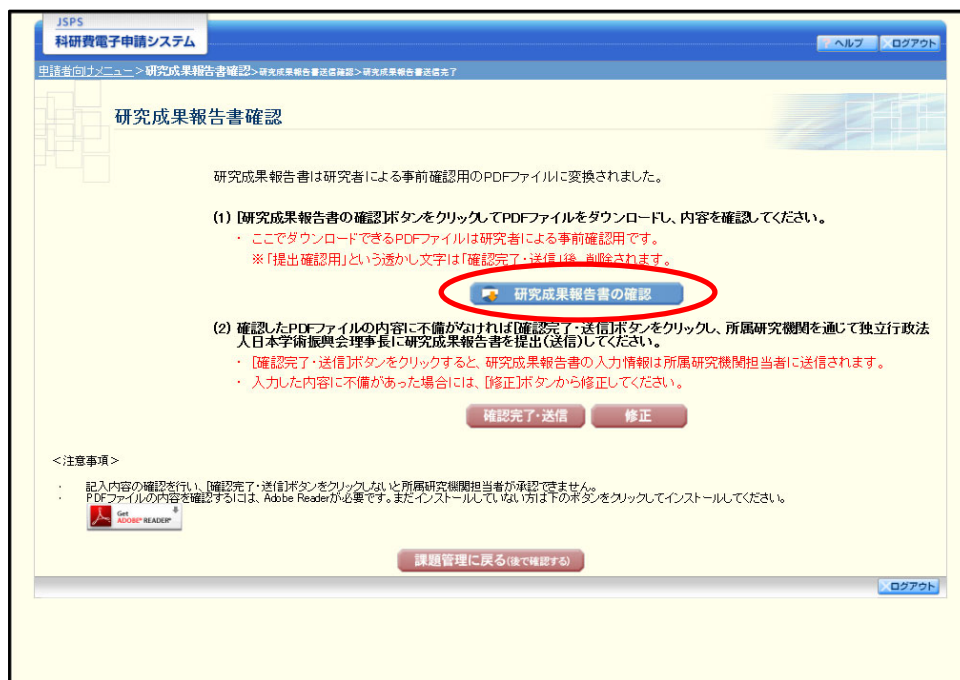 JSPS
科研費電子申請システム
ヘルプ ログアウト
申請者向けメニュー>研究成果報告書確認>研究成果報告書送信確認>研究成果報告書送信完了
研究成果報告書確認
研究成果報告書は研究者による事前確認用のPDFファイルに変換されました。
(1) [研究成果報告書の確認]ボタンをクリックしてPDFファイルをダウンロードし、内容を確認してください。
・ ここでダウンロードできるPDFファイルは研究者による事前確認用です。
※「提出確認用」という透かし文字は「確認完了・送信」後、削除されます。
研究成果報告書の確認
(2) 確認したPDFファイルの内容に不備がなければ[確認完了・送信]ボタンをクリックし、所属研究機関を通じて独立行政法
人日本学術振興会理事長に研究成果報告書を提出(送信)してください。
・ [確認完了・送信]ボタンをクリックすると、研究成果報告書の入力情報は所属研究機関担当者に送信されます。
・ 入力した内容に不備があった場合には、[修正]ボタンから修正してください。
確認完了・送信 修正
<注意事項>
・ 記入内容の確認を行い、[確認完了・送信]ボタンをクリックしないと所属研究機関担当者が承認できません。
・ PDFファイルの内容を確認するには、Adobe Readerが必要です。まだインストールしていない方は下のボタンをクリックしてインストールしてください。
Get
ADOBE® READER®
課題管理に戻る(後で確認する)
ログアウト